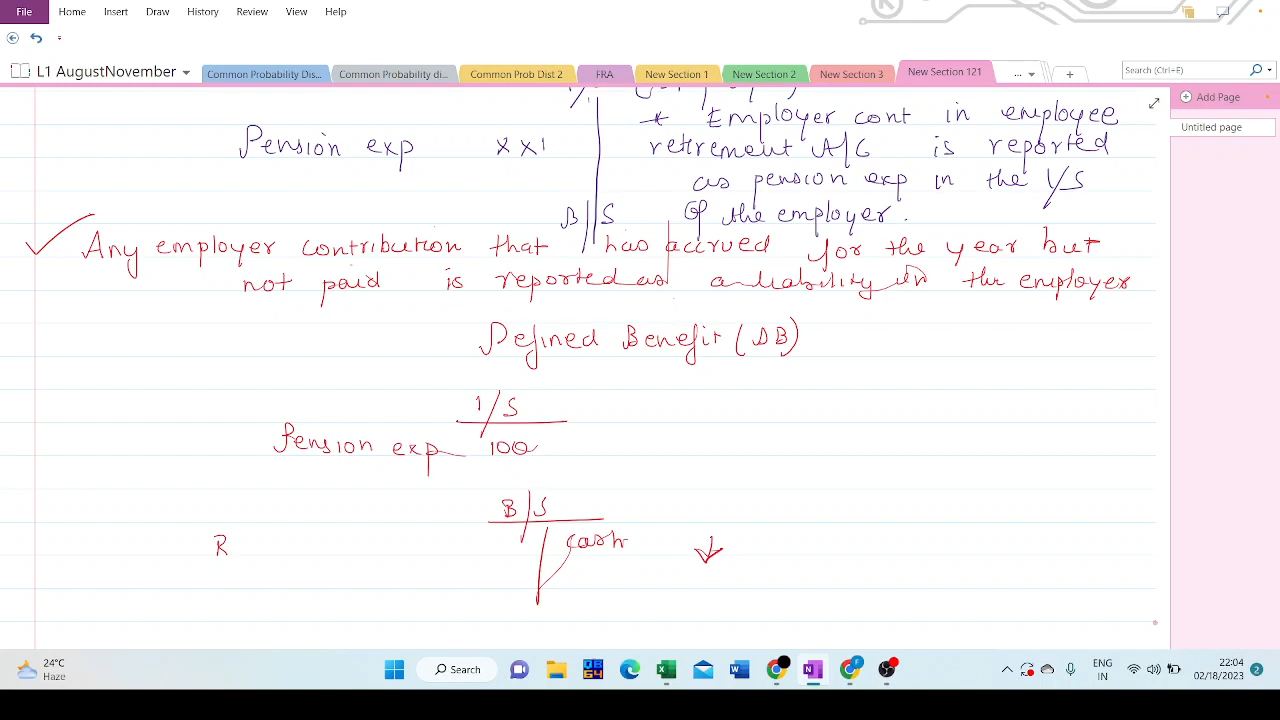 File Home Insert Draw History Review View Help
L1 AugustNovember Common Probability Dis... Common Probability di... Common Prob Dist 2 FRA New Section 1 New Section 2 New Section 3 New Section 121 ... Search (Ctrl+E)
Add Page
Untitled page
* Employer cont in employee
Pension exp xx1 retirement A/C is reported
as pension exp in the I/S
B/S of the employer.
Any employer contribution that has accrued for the year but
not paid is reported as a liability in the employer
Defined Benefit (DB)
I/S
Pension exp 100
B/S
R cash ↓
24°C
Haze
Search
ENG
IN
22:04
02/18/2023
2